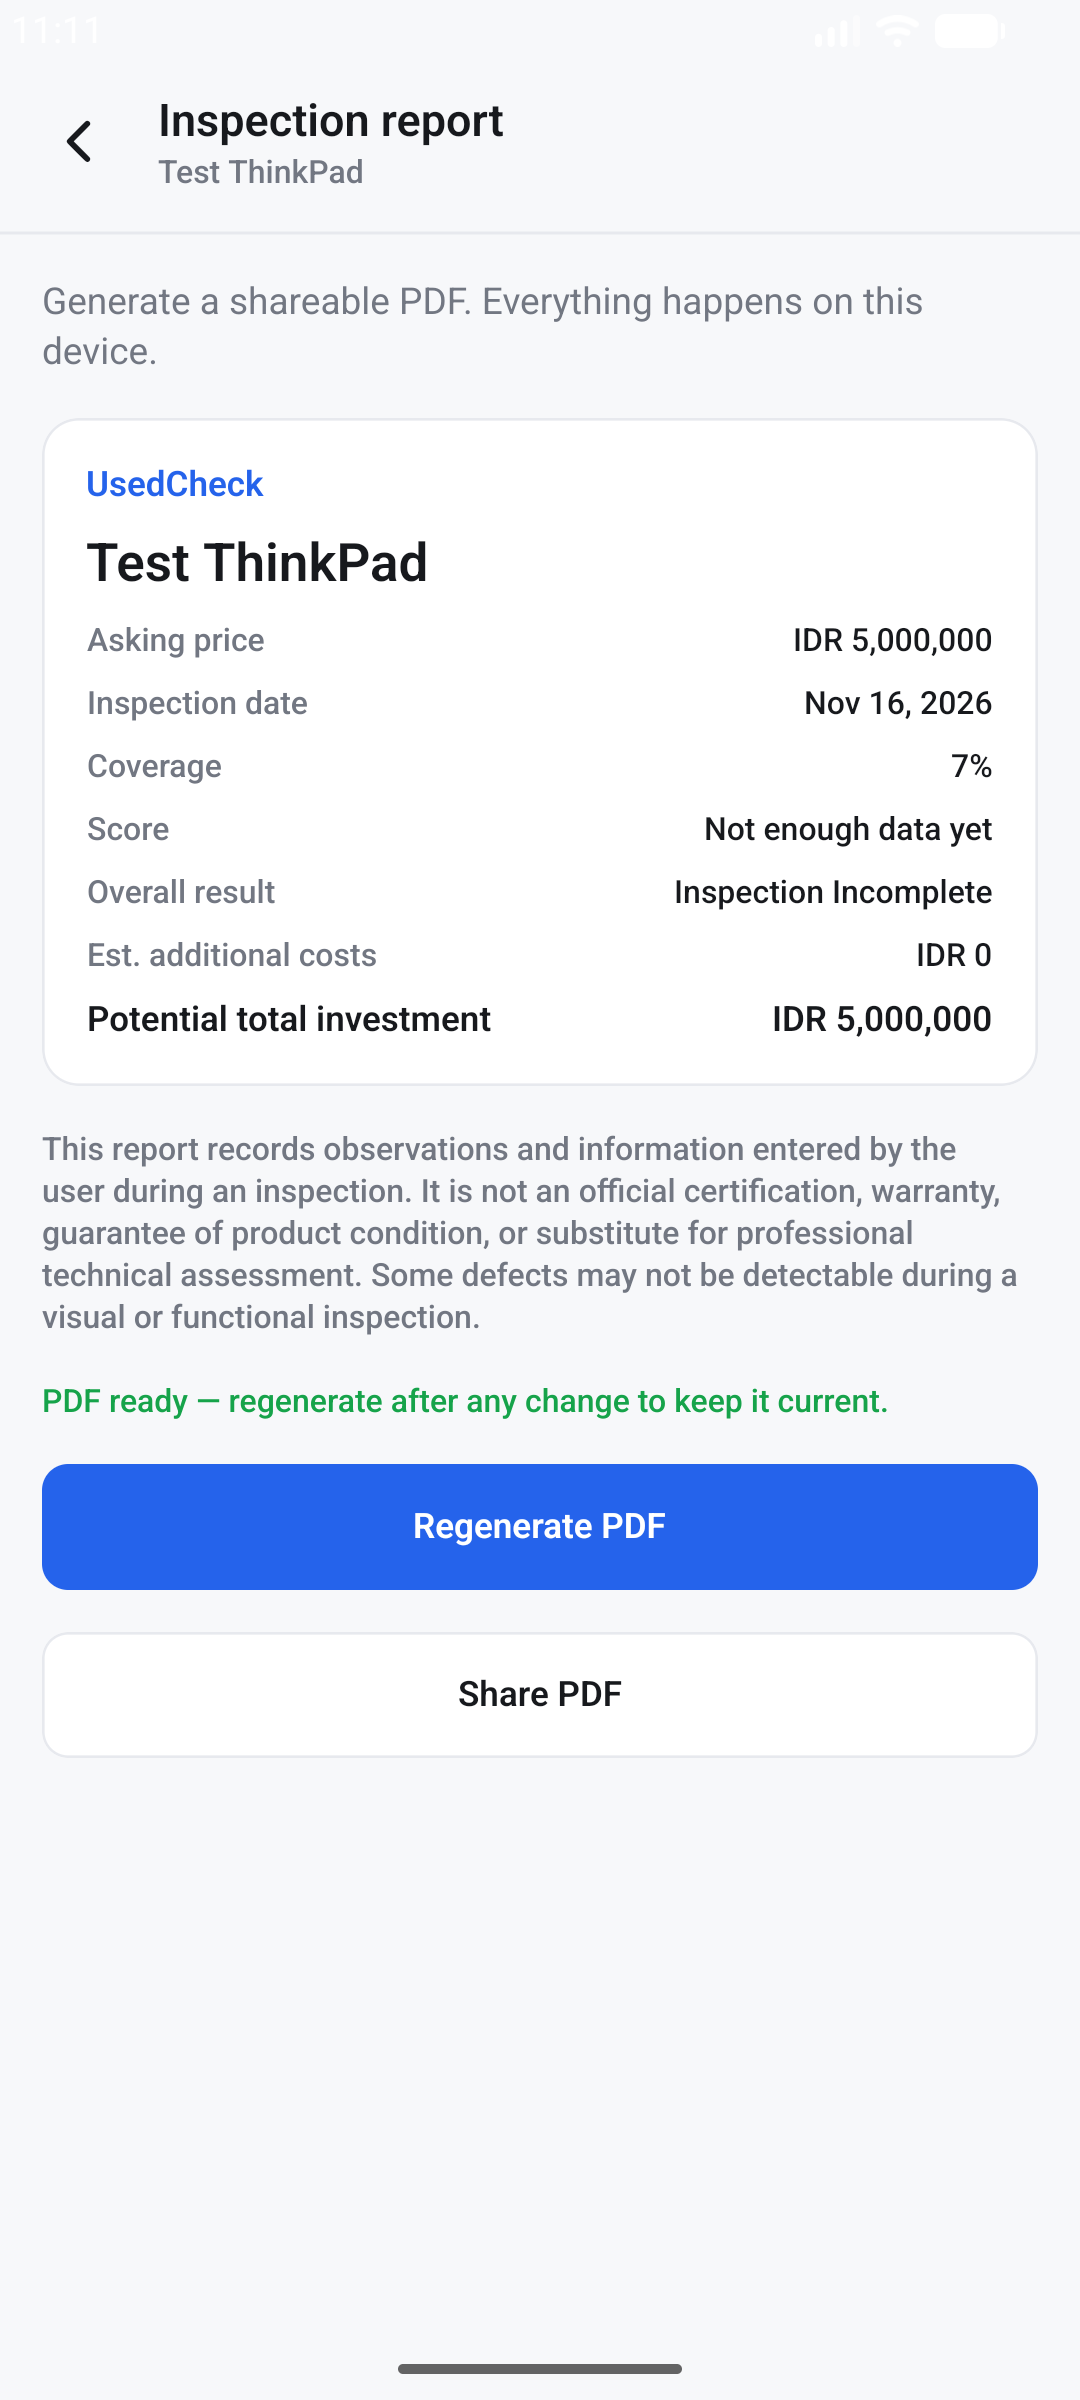 11:11
Inspection report
Test ThinkPad
Generate a shareable PDF. Everything happens on this
device.
UsedCheck
Test ThinkPad
Asking price IDR 5,000,000
Inspection date Nov 16, 2026
Coverage 7%
Score Not enough data yet
Overall result Inspection Incomplete
Est. additional costs IDR 0
Potential total investment IDR 5,000,000
This report records observations and information entered by the
user during an inspection. It is not an official certification, warranty,
guarantee of product condition, or substitute for professional
technical assessment. Some defects may not be detectable during a
visual or functional inspection.
PDF ready — regenerate after any change to keep it current.
Regenerate PDF
Share PDF